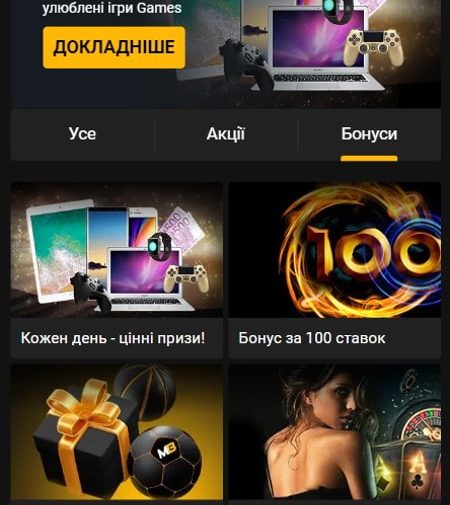 улюблені ігри Games
ДОКЛАДНІШЕ
Усе
Акції
Бонуси
100
Кожен день - цінні призи!
Бонус за 100 ставок
MB
A
A